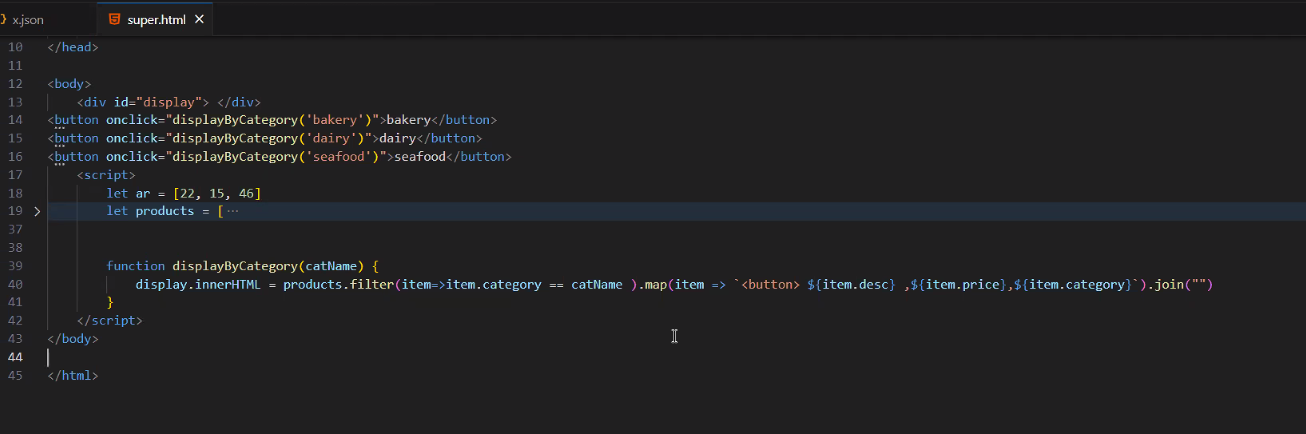 x.json super.html
10 </head>
11
12 <body>
13 <div id="display"> </div>
14 <button onclick="displayByCategory('bakery')">bakery</button>
15 <button onclick="displayByCategory('dairy')">dairy</button>
16 <button onclick="displayByCategory('seafood')">seafood</button>
17 <script>
18 let ar = [22, 15, 46]
19 let products = [ ···
37
38
39 function displayByCategory(catName) {
40 display.innerHTML = products.filter(item=>item.category == catName ).map(item => `<button> ${item.desc} ,${item.price},${item.category}`).join("")
41 }
42 </script>
43 </body>
44
45 </html>